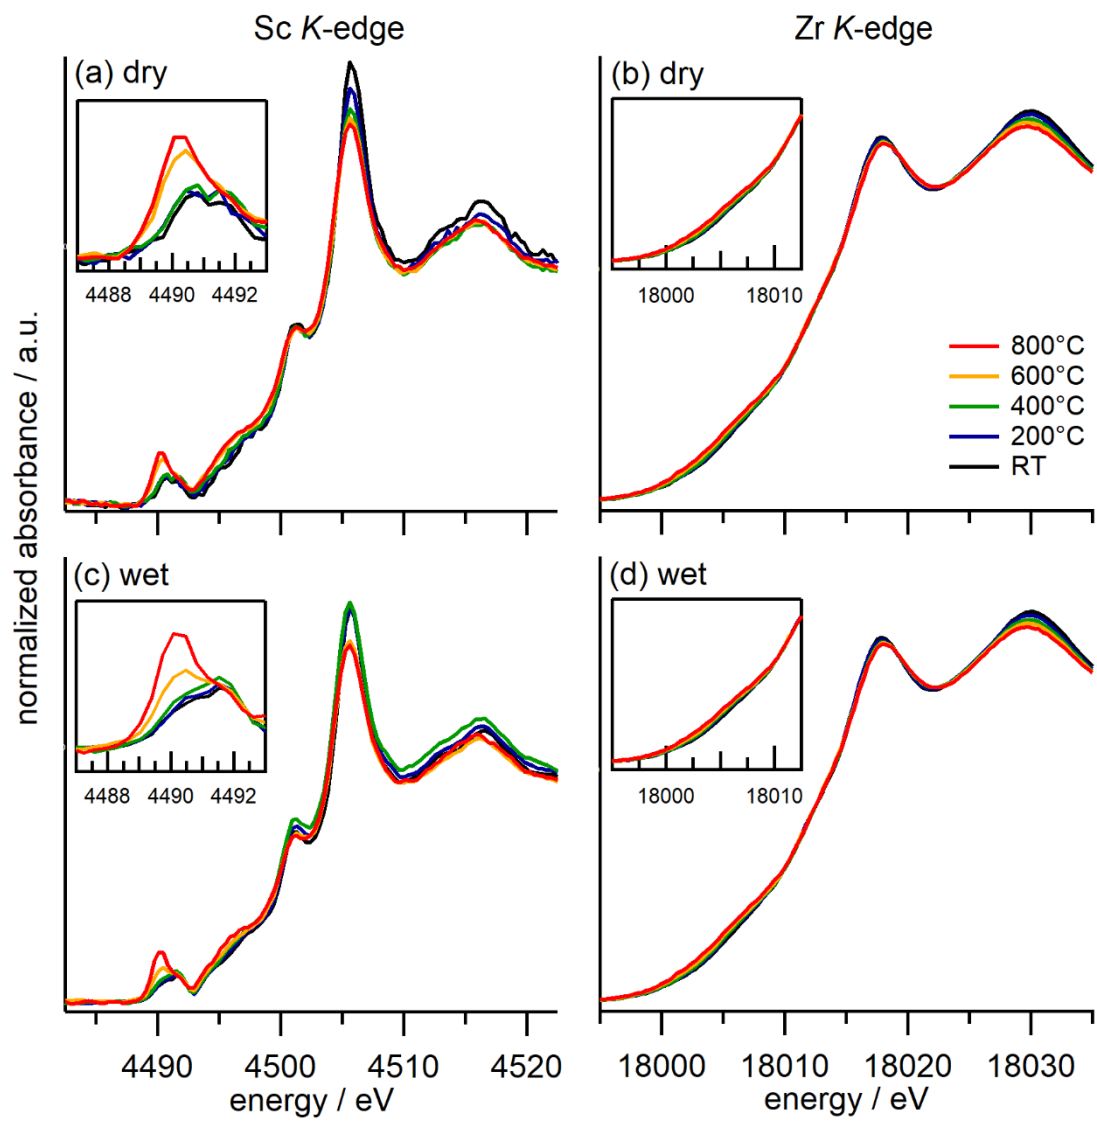 Sc K-edge
Zr K-edge
(a) dry
(b) dry
4488 4490 4492
18000 18010
800°C
600°C
400°C
200°C
RT
(c) wet
(d) wet
4488 4490 4492
18000 18010
normalized absorbance / a.u.
4490 4500 4510 4520
18000 18010 18020 18030
energy / eV
energy / eV